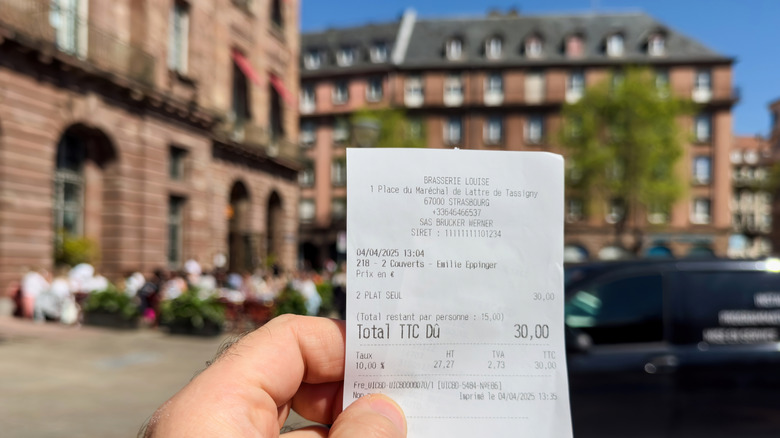 BRASSERIE LOUISE
1 Place du Maréchal de Lattre de Tassigny
67000 STRASBOURG
+33646466537
SAS BRUCKER WERNER
SIRET : 11111111101234
04/04/2025 13:04
218 - 2 Couverts - Emilie Eppinger
Prix en €
2 PLAT SEUL 30,00
(Total restant par personne : 15,00)
Total TTC DÛ 30,00
Taux HT TVA TTC
10,00 % 27,27 2,73 30,00
Imprimé le 04/04/2025 13:35